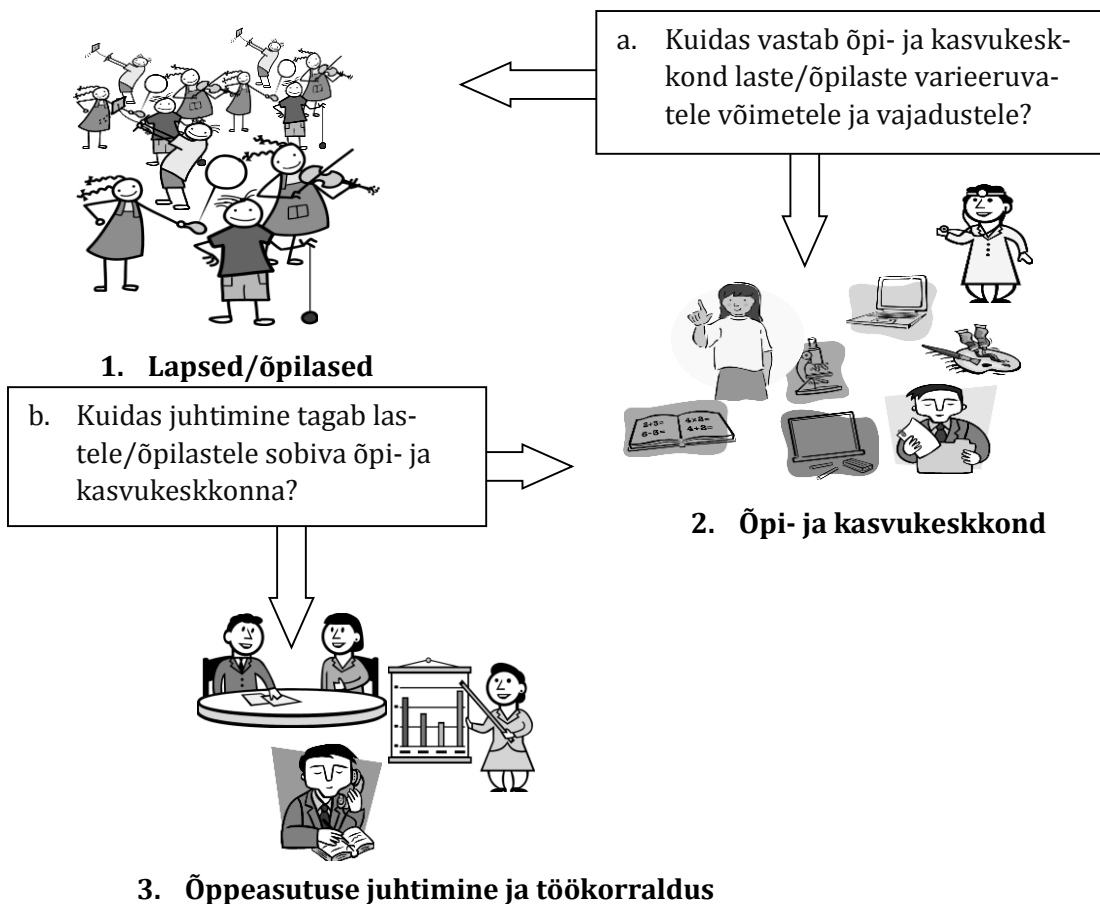 a. Kuidas vastab õpi- ja kasvukesk-
kond laste/õpilaste varieeruva-
tele võimetele ja vajadustele?
1. Lapsed/õpilased
b. Kuidas juhtimine tagab las-
tele/õpilastele sobiva õpi- ja
kasvukeskkonna?
2. Õpi- ja kasvukeskkond
3. Õppeasutuse juhtimine ja töökorraldus